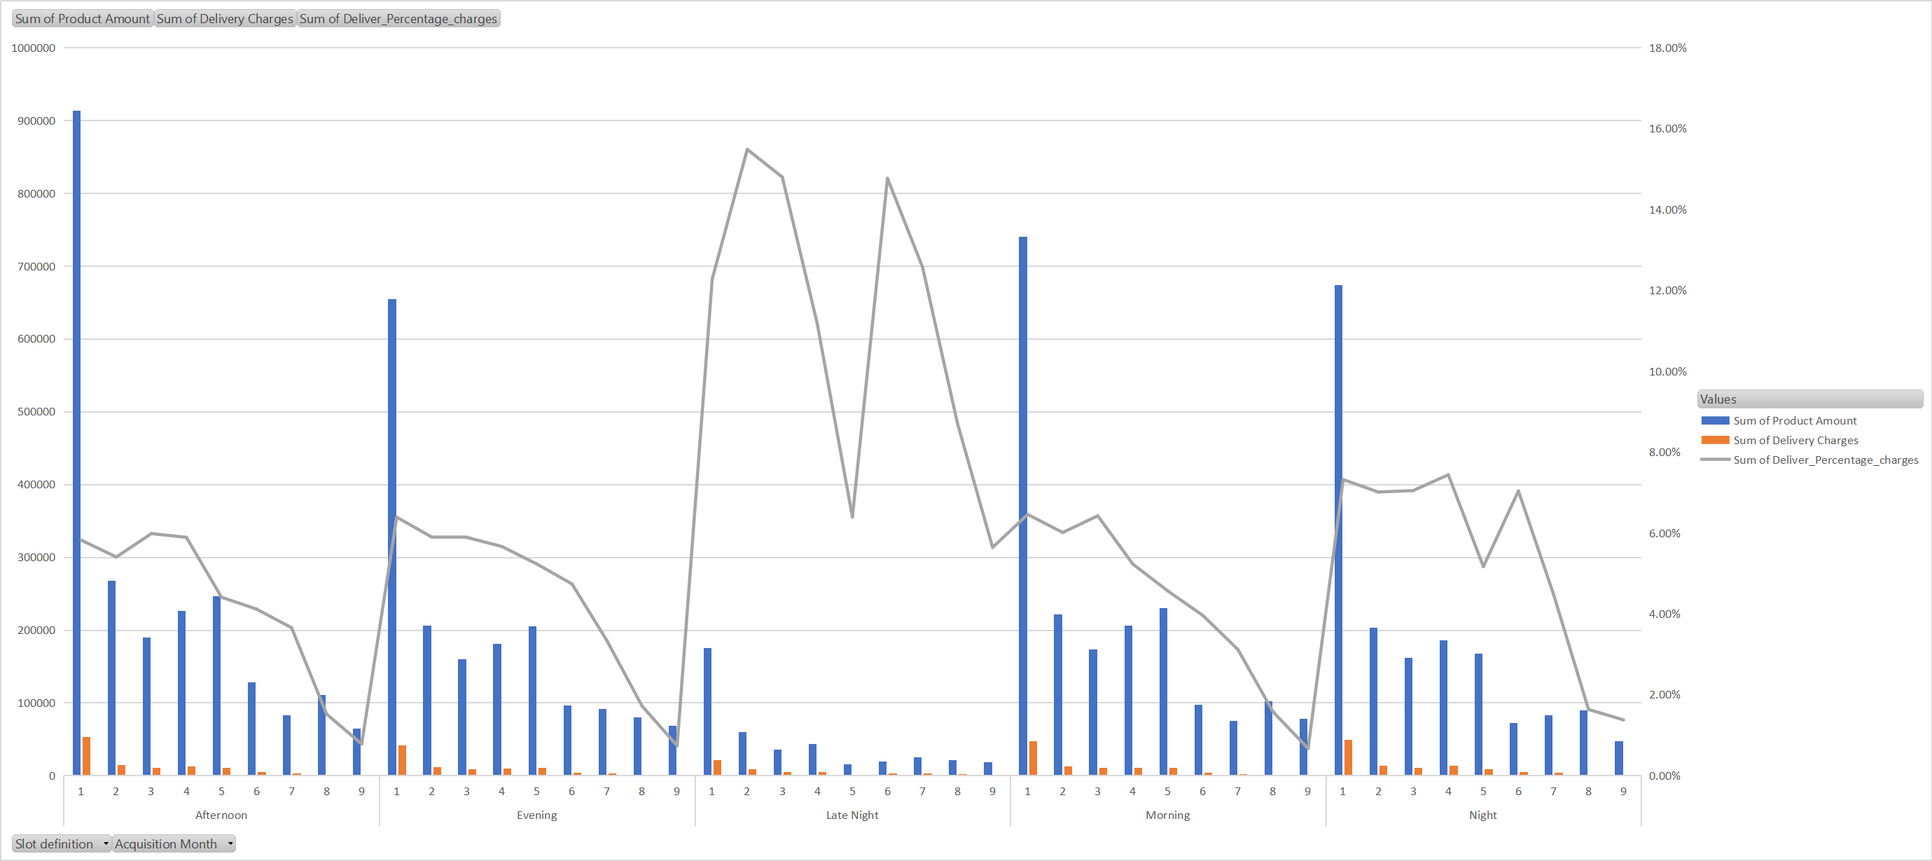 Sum of Product Amount Sum of Delivery Charges Sum of Deliver_Percentage_charges
1000000 18.00%
900000 16.00%
800000 14.00%
700000 12.00%
600000 10.00%
500000 8.00%
400000 6.00%
300000 4.00%
200000 2.00%
100000 0.00%
0
Values
Sum of Product Amount
Sum of Delivery Charges
Sum of Deliver_Percentage_charges
1 2 3 4 5 6 7 8 9 1 2 3 4 5 6 7 8 9 1 2 3 4 5 6 7 8 9 1 2 3 4 5 6 7 8 9 1 2 3 4 5 6 7 8 9
Afternoon Evening Late Night Morning Night
Slot definition Acquisition Month